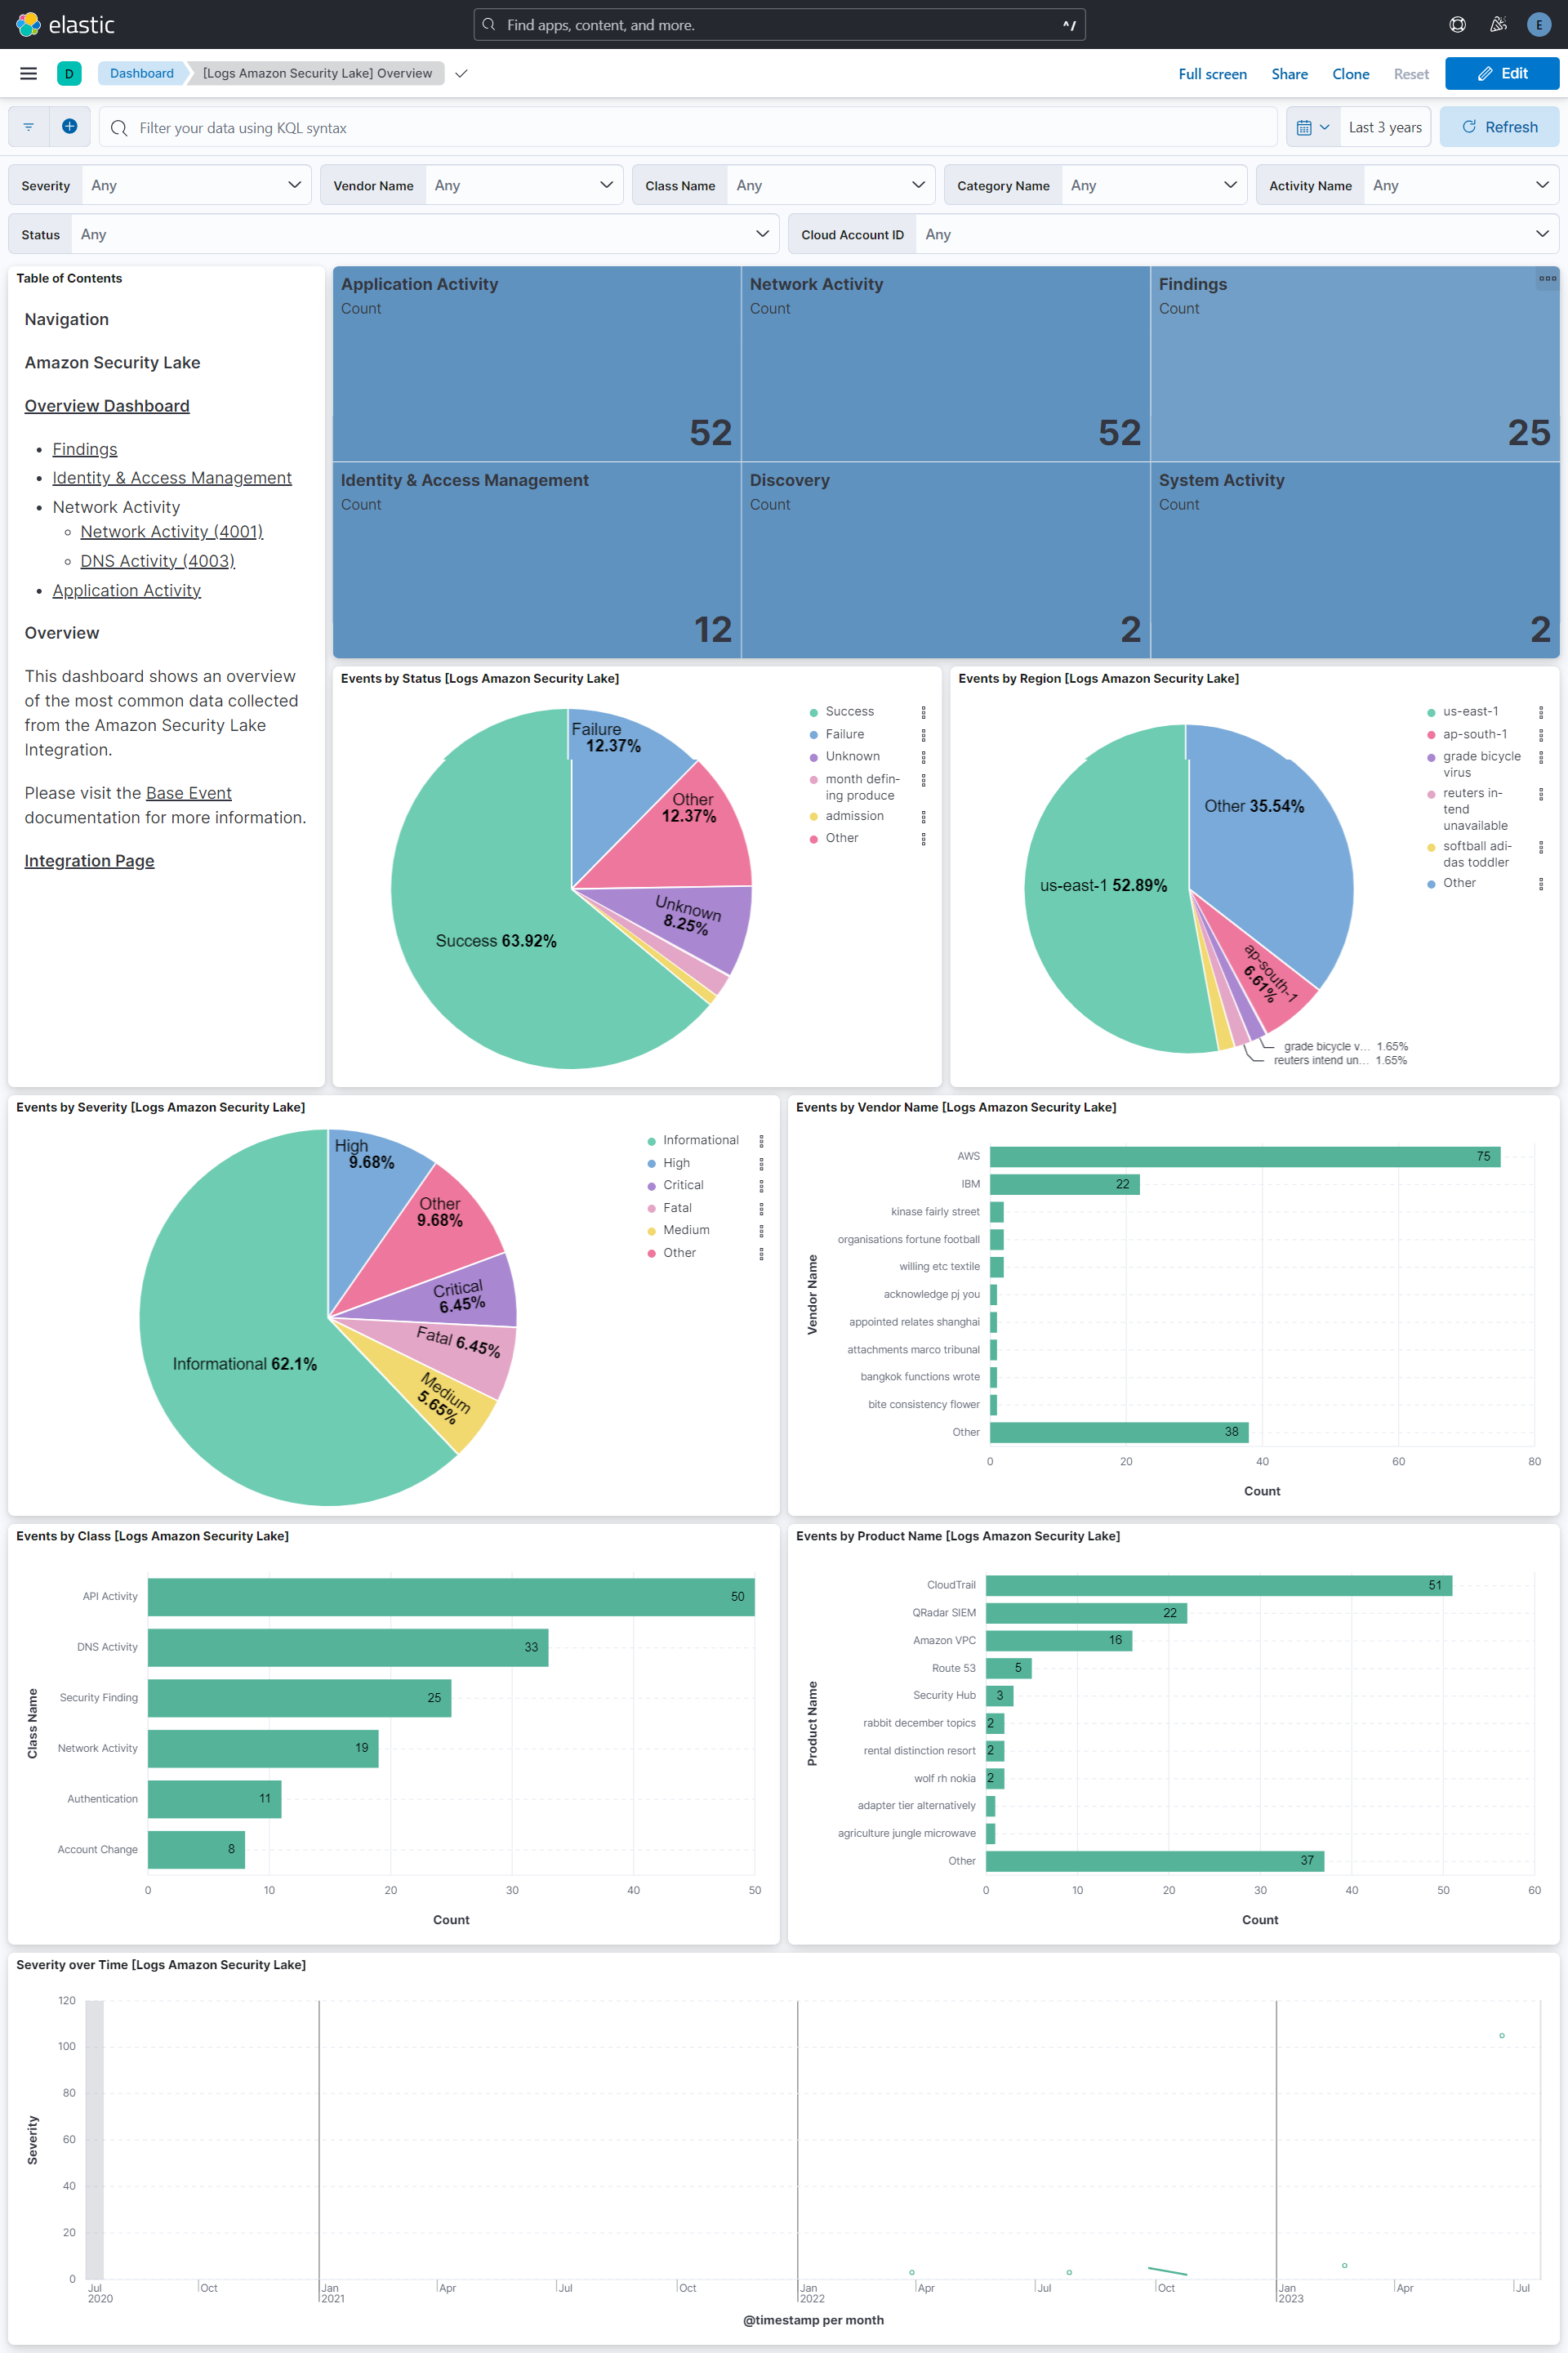 elastic
Find apps, content, and more.
^/
E
D
Dashboard
[Logs Amazon Security Lake] Overview
Full screen
Share
Clone
Reset
Edit
Filter your data using KQL syntax
Last 3 years
Refresh
Severity Any
Vendor Name Any
Class Name Any
Category Name Any
Activity Name Any
Status Any
Cloud Account ID Any
Table of Contents
Navigation
Amazon Security Lake
Overview Dashboard
Findings
Identity & Access Management
Network Activity
Network Activity (4001)
DNS Activity (4003)
Application Activity
Overview
This dashboard shows an overview
of the most common data collected
from the Amazon Security Lake
Integration.
Please visit the Base Event
documentation for more information.
Integration Page
Application Activity
Count
52
Network Activity
Count
52
Findings
Count
25
Identity & Access Management
Count
12
Discovery
Count
2
System Activity
Count
2
Events by Status [Logs Amazon Security Lake]
Failure
12.37%
Other
12.37%
Unknown
8.25%
Success 63.92%
Success
Failure
Unknown
month defin-
ing produce
admission
Other
Events by Region [Logs Amazon Security Lake]
Other 35.54%
us-east-1 52.89%
ap-south-1
6.61%
grade bicycle v... 1.65%
reuters intend un... 1.65%
us-east-1
ap-south-1
grade bicycle
virus
reuters in-
tend
unavailable
softball adi-
das toddler
Other
Events by Severity [Logs Amazon Security Lake]
High
9.68%
Other
9.68%
Critical
6.45%
Fatal 6.45%
Medium
5.65%
Informational 62.1%
Informational
High
Critical
Fatal
Medium
Other
Events by Vendor Name [Logs Amazon Security Lake]
Vendor Name
AWS 75
IBM 22
kinase fairly street
organisations fortune football
willing etc textile
acknowledge pj you
appointed relates shanghai
attachments marco tribunal
bangkok functions wrote
bite consistency flower
Other 38
0 20 40 60 80
Count
Events by Class [Logs Amazon Security Lake]
Class Name
API Activity 50
DNS Activity 33
Security Finding 25
Network Activity 19
Authentication 11
Account Change 8
0 10 20 30 40 50
Count
Events by Product Name [Logs Amazon Security Lake]
Product Name
CloudTrail 51
QRadar SIEM 22
Amazon VPC 16
Route 53 5
Security Hub 3
rabbit december topics 2
rental distinction resort 2
wolf rh nokia 2
adapter tier alternatively
agriculture jungle microwave
Other 37
0 10 20 30 40 50 60
Count
Severity over Time [Logs Amazon Security Lake]
Severity
120
100
80
60
40
20
0
Jul Oct Jan Apr Jul Oct Jan Apr Jul Oct Jan Apr Jul
2020 2021 2022 2023
@timestamp per month